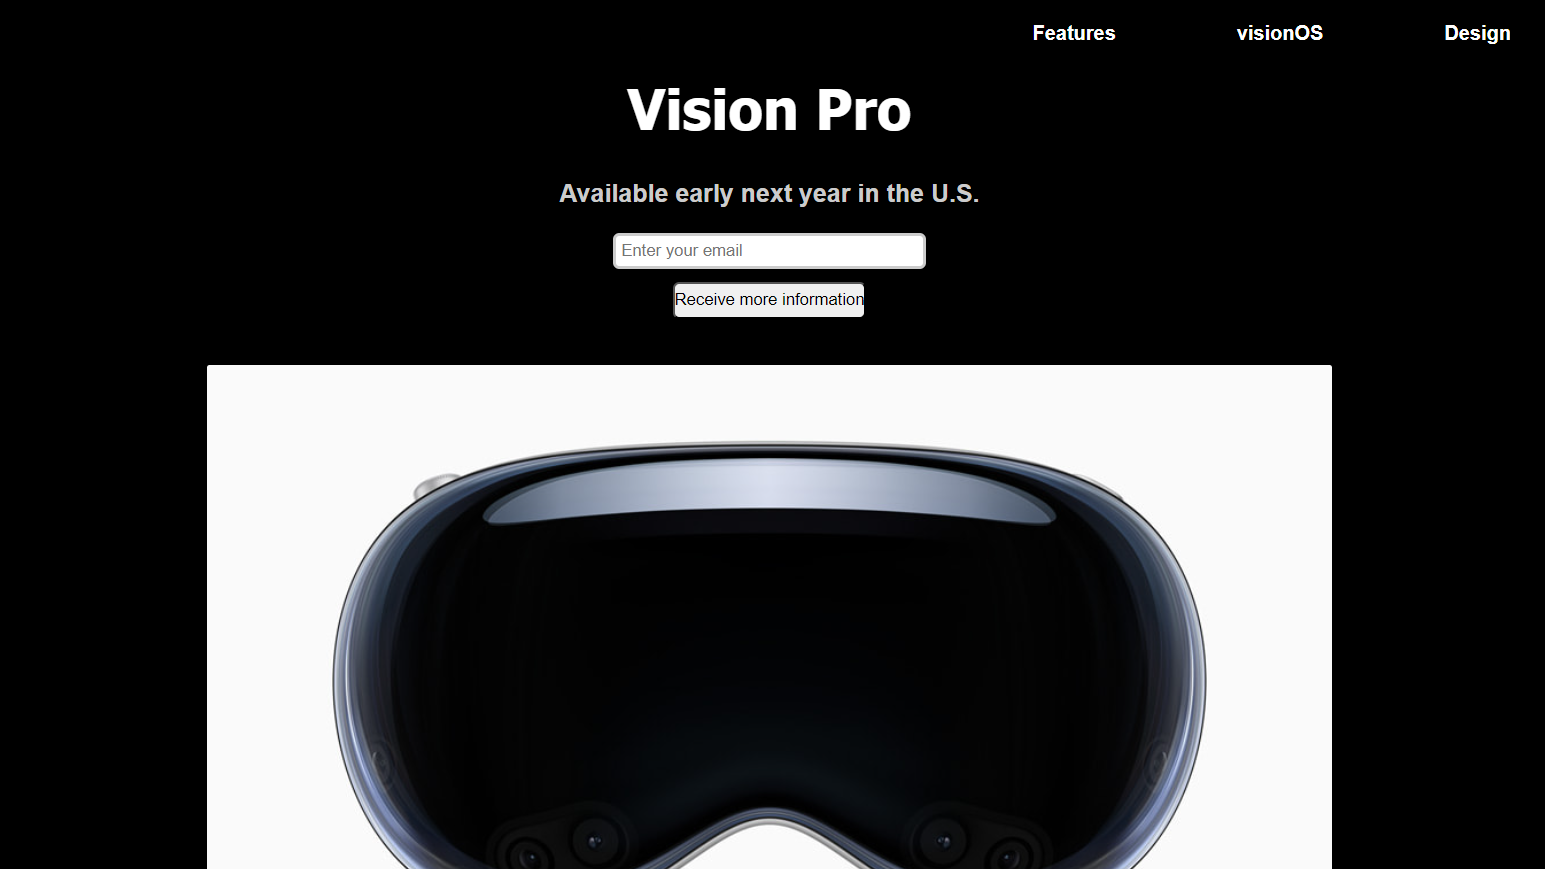 Features visionOS Design
Vision Pro
Available early next year in the U.S.
Enter your email
Receive more information